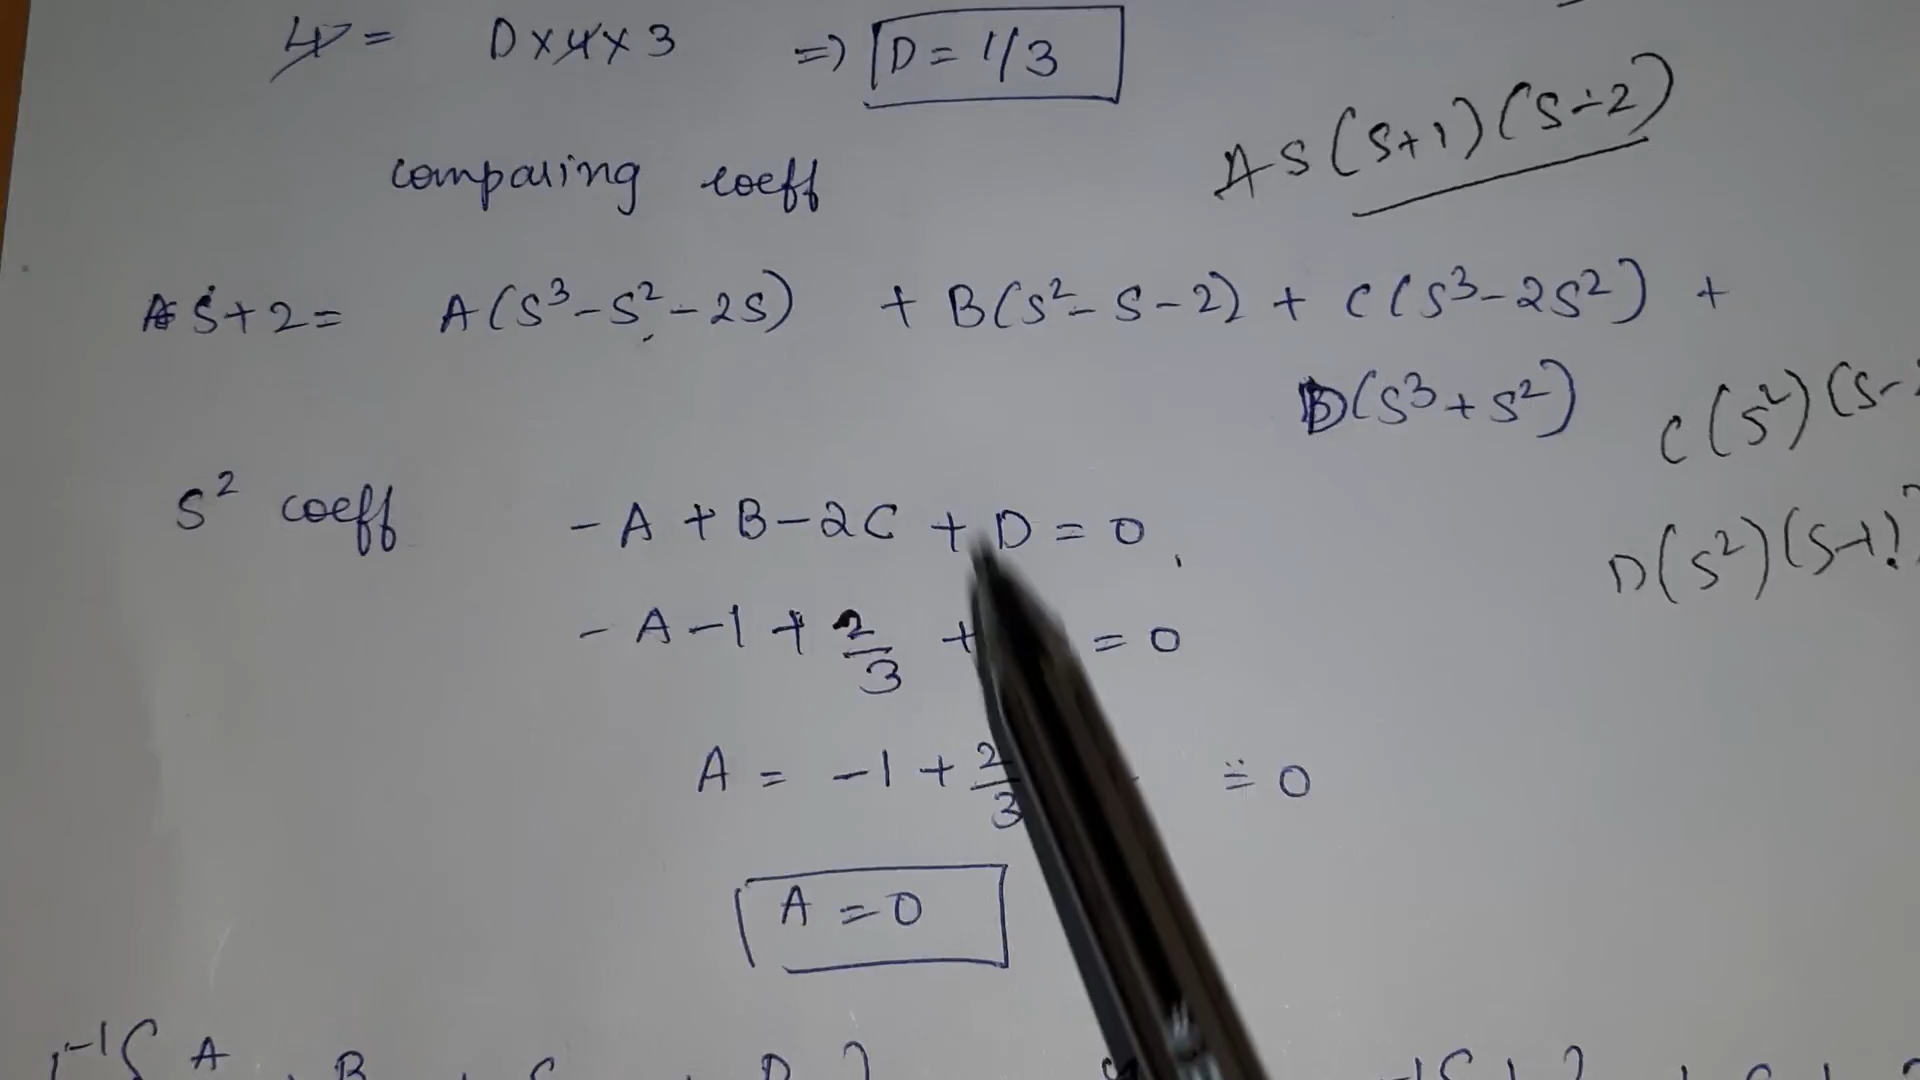 4 = D×4×3 ⇒ D = 1/3
AS(S+1)(S-2)
comparing coeff
S+2 = A(S³-S²-2S) + B(S²-S-2) + C(S³-2S²) +
D(S³+S²)
C(S²)(S-
D(S²)(S+1)
S² coeff -A+B-2C+D=0
-A-1+2/3 + = 0
A = -1+2/3 = 0
A = 0
A B C D